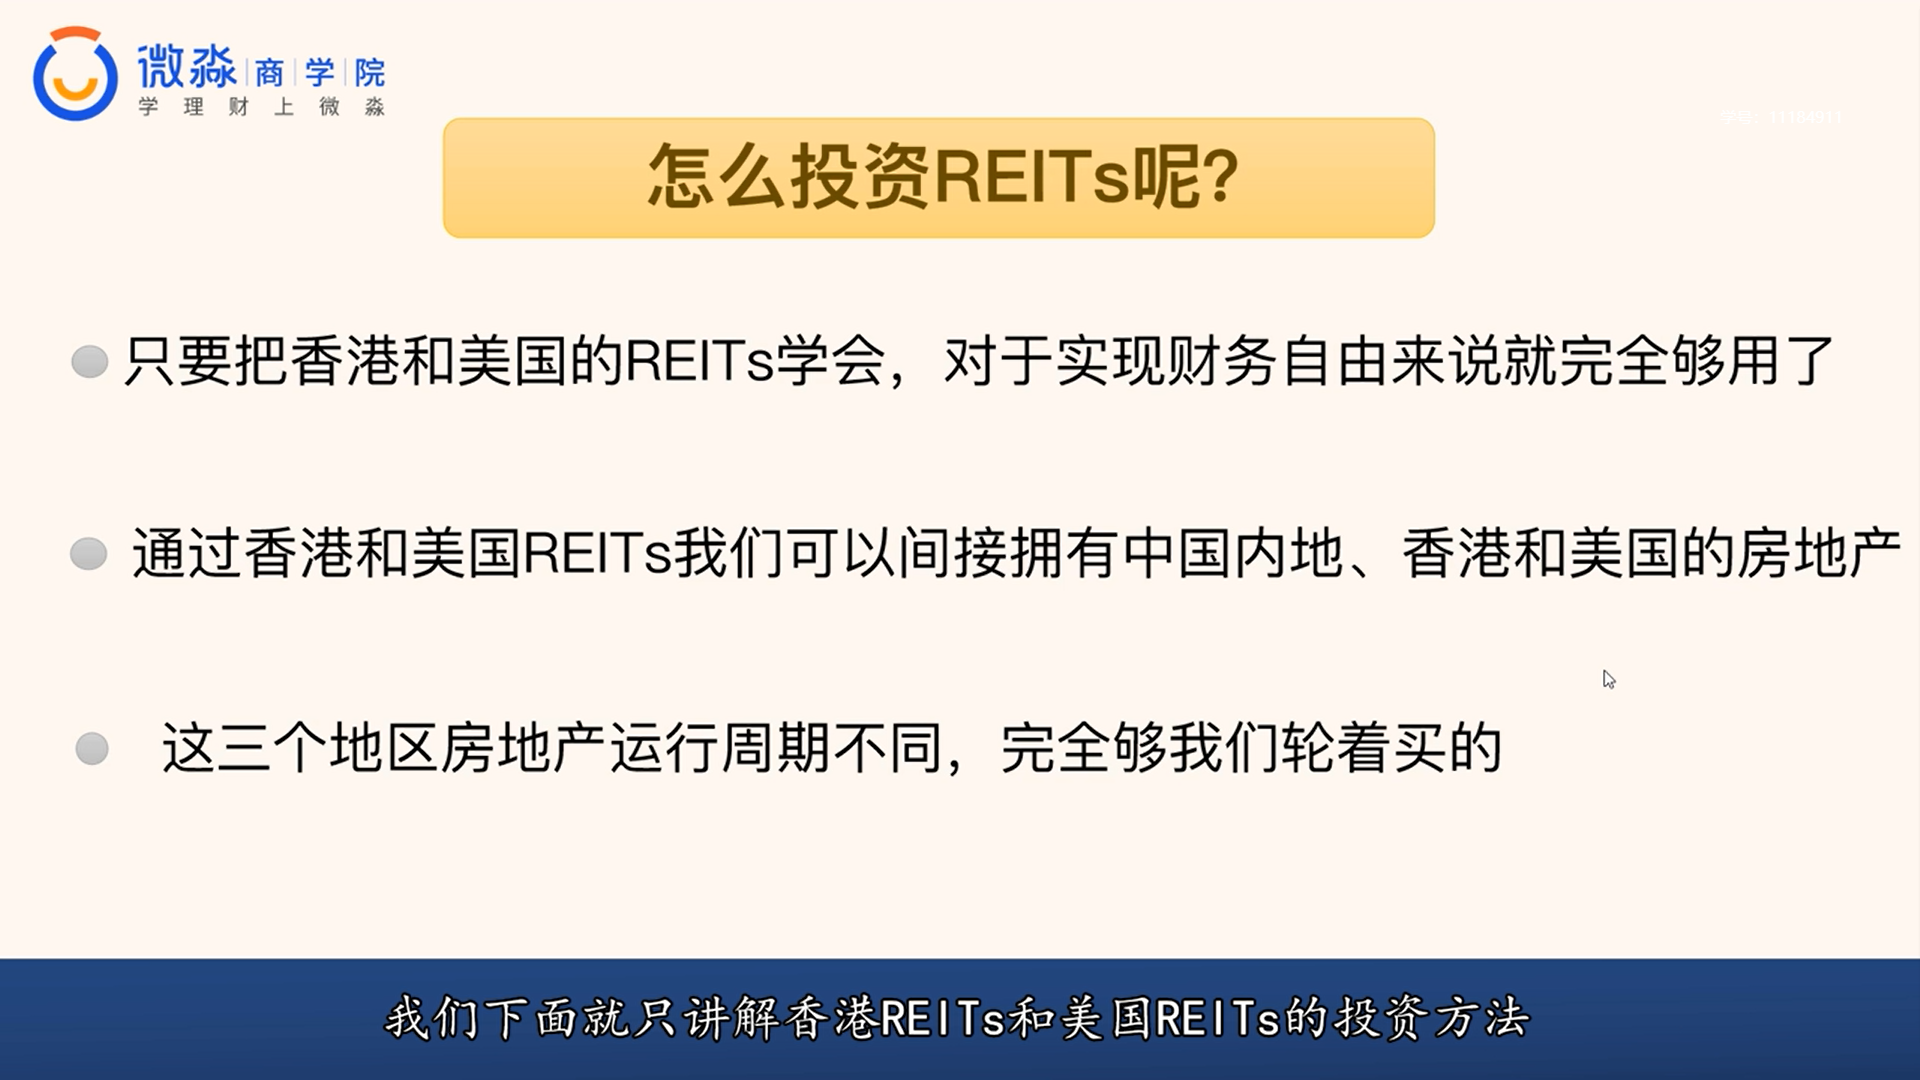 微淼商学院
学理财上微淼
学号：11184911
怎么投资REITs呢？
只要把香港和美国的REITs学会，对于实现财务自由来说就完全够用了
通过香港和美国REITs我们可以间接拥有中国内地、香港和美国的房地产
这三个地区房地产运行周期不同，完全够我们轮着买的
我们下面就只讲解香港REITs和美国REITs的投资方法